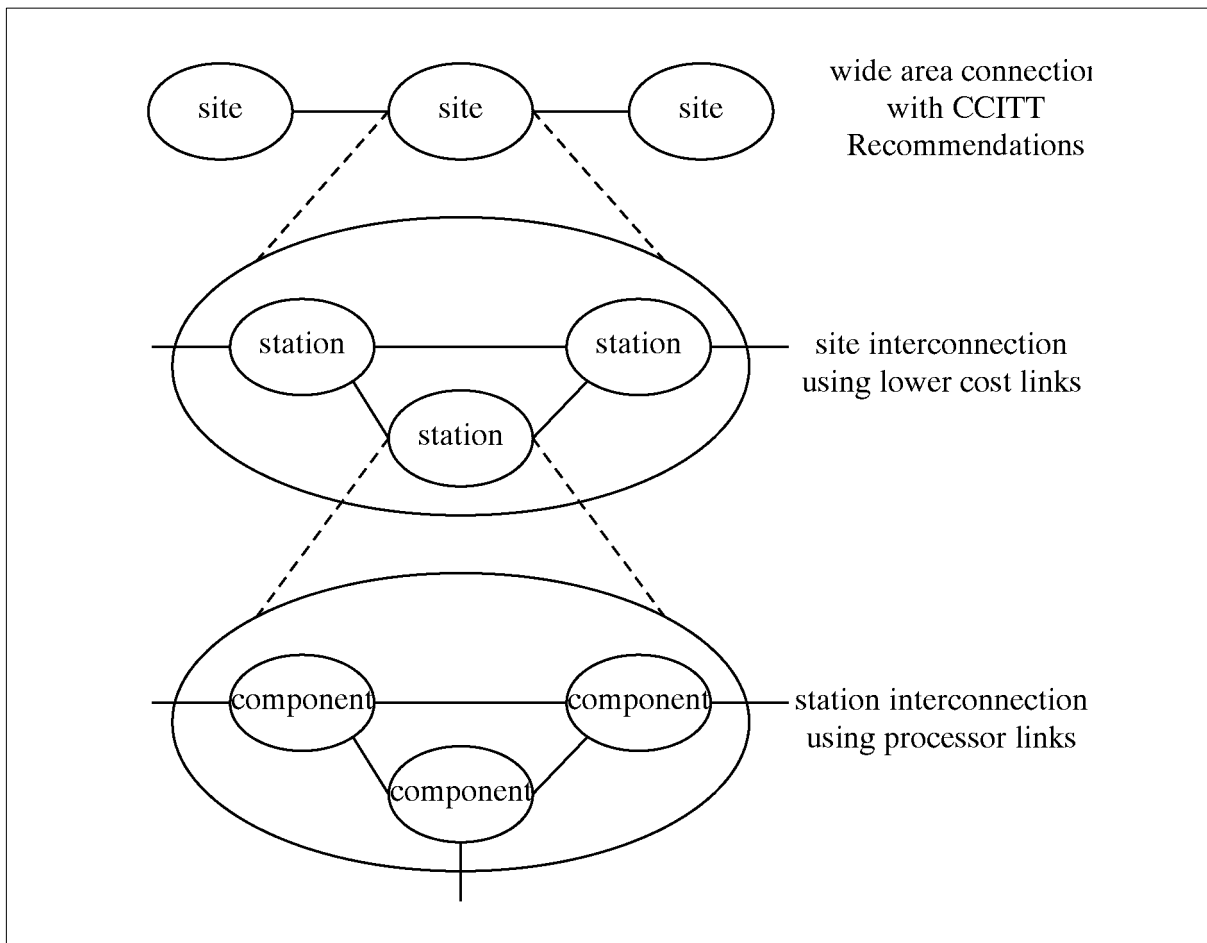 site site site
wide area connectio
with CCITT
Recommendations
station station
station
site interconnection
using lower cost links
component component
component
station interconnection
using processor links